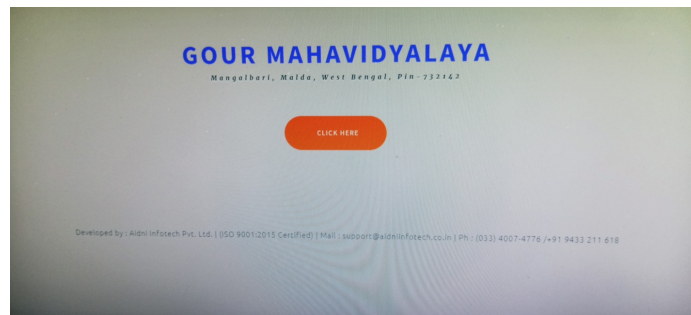 GOUR MAHAVIDYALAYA
Mangalbari, Malda, West Bengal, Pin-732142
CLICK HERE
Developed by : Aidni Infotech Pvt. Ltd. | (ISO 9001:2015 Certified) | Mail : support@aidniinfotech.co.in | Ph : (033) 4007-4776 /+91 9433 211 618